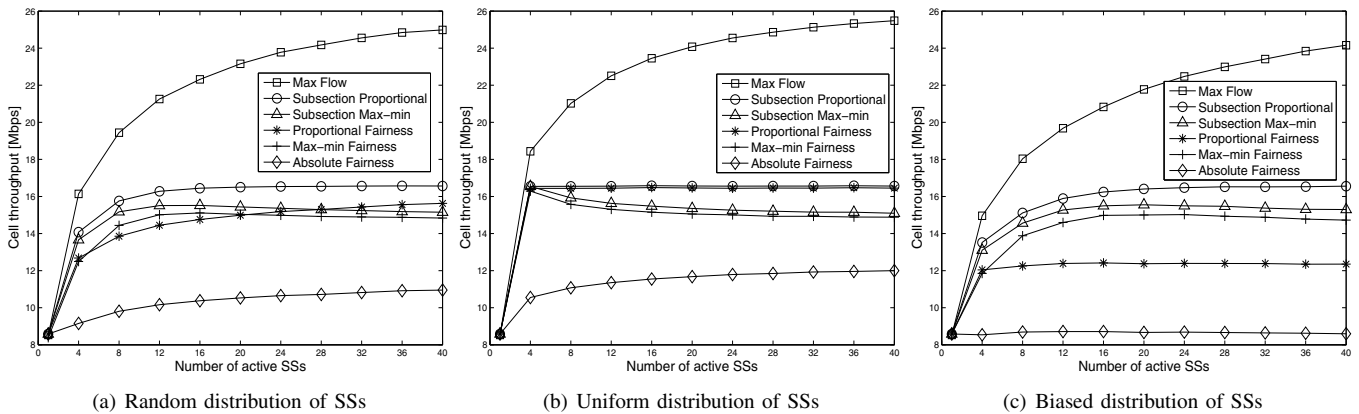 26
24
22
20
18
16
14
12
10
8
Cell throughput [Mbps]
0 4 8 12 16 20 24 28 32 36 40
Number of active SSs
Max Flow
Subsection Proportional
Subsection Max−min
Proportional Fairness
Max−min Fairness
Absolute Fairness
(a) Random distribution of SSs
26
24
22
20
18
16
14
12
10
8
Cell throughput [Mbps]
0 4 8 12 16 20 24 28 32 36 40
Number of active SSs
Max Flow
Subsection Proportional
Subsection Max−min
Proportional Fairness
Max−min Fairness
Absolute Fairness
(b) Uniform distribution of SSs
26
24
22
20
18
16
14
12
10
8
Cell throughput [Mbps]
0 4 8 12 16 20 24 28 32 36 40
Number of active SSs
Max Flow
Subsection Proportional
Subsection Max−min
Proportional Fairness
Max−min Fairness
Absolute Fairness
(c) Biased distribution of SSs